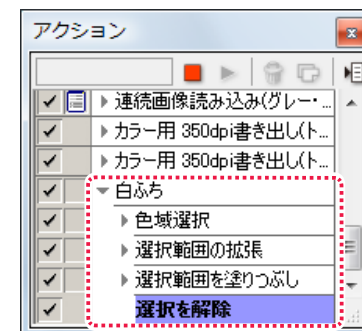 アクション
連続画像読み込み(グレー・...
カラー用 350dpi書き出し(ト...
カラー用 350dpi書き出し(ト...
白ふち
色域選択
選択範囲の拡張
選択範囲を塗りつぶし
選択を解除